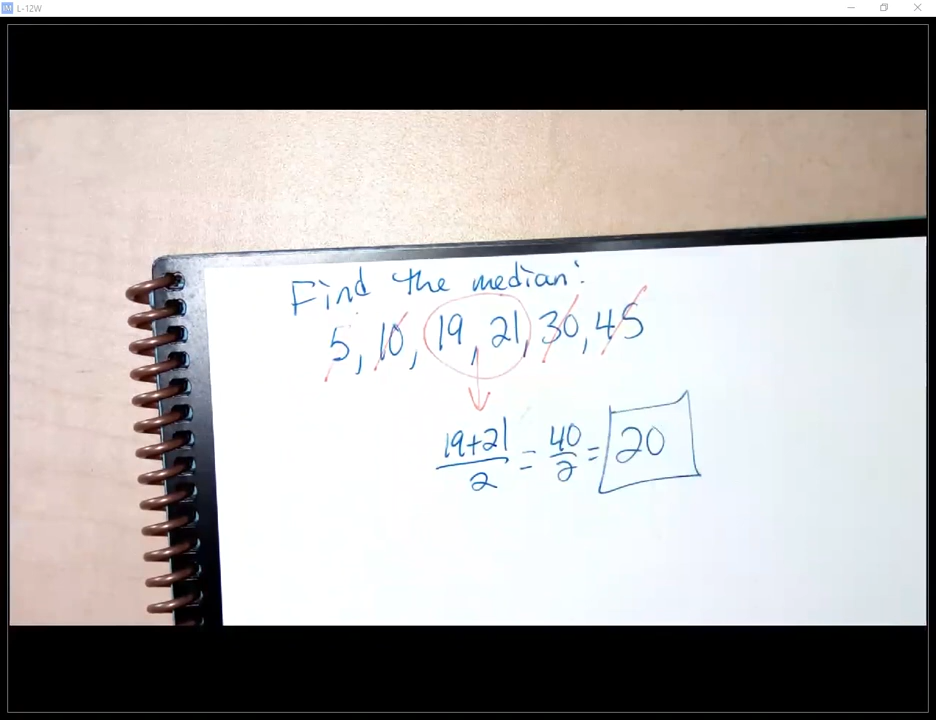 L-12W
Find the median:
5, 10, 19, 21, 30, 45
19+21/2 = 40/2 = 20